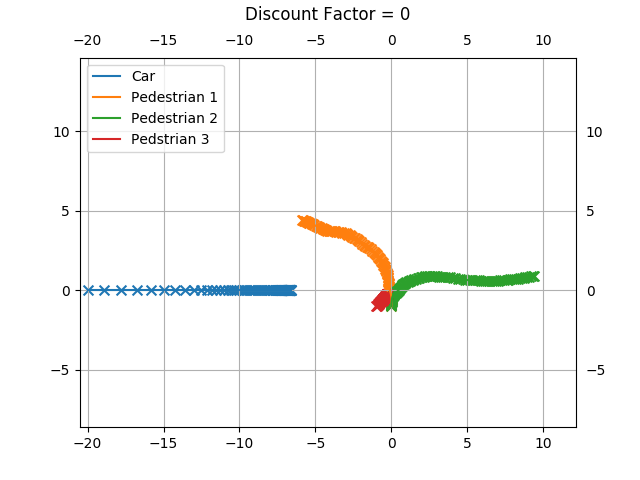 Discount Factor = 0
−20 −15 −10 −5 0 5 10
Car
Pedestrian 1
Pedestrian 2
Pedstrian 3
10 10
5 5
0 0
−5 −5
−20 −15 −10 −5 0 5 10